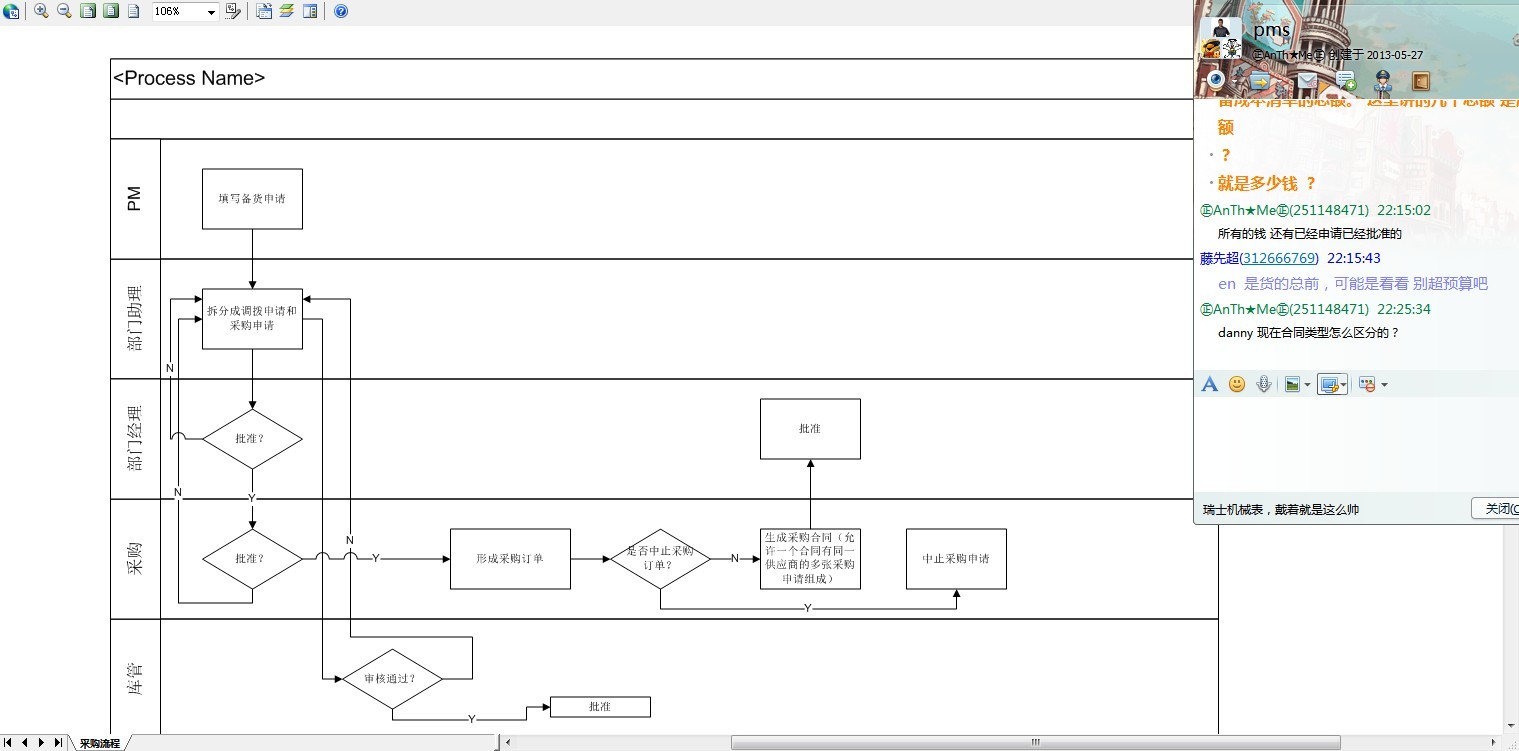 106%
<Process Name>
PM
填写备货申请
部门助理
拆分成调拨申请和
采购申请
N
部门经理
批准?
批准
N
Y
采购
批准?
N
Y
形成采购订单
是否中止采购
订单?
N
生成采购合同（允
许一个合同有同一
供应商的多张采购
申请组成）
中止采购申请
Y
库管
审核通过?
Y
批准
采购流程
pms
㊣AnTh★Me㊣ 创建于 2013-05-27
额
· ?
· 就是多少钱 ?
㊣AnTh★Me㊣(251148471) 22:15:02
所有的钱 还有已经申请已经批准的
藤先超(312666769) 22:15:43
en 是货的总前，可能是看看 别超预算吧
㊣AnTh★Me㊣(251148471) 22:25:34
danny 现在合同类型怎么区分的？
瑞士机械表，戴着就是这么帅
关闭(C